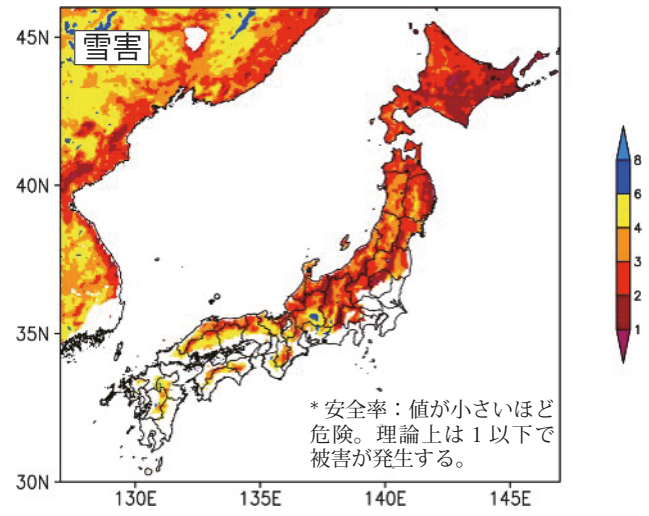 45N
雪害
40N
35N
30N
130E
135E
140E
145E
8
6
4
3
2
1
* 安全率：値が小さいほど
危険。理論上は 1 以下で
被害が発生する。